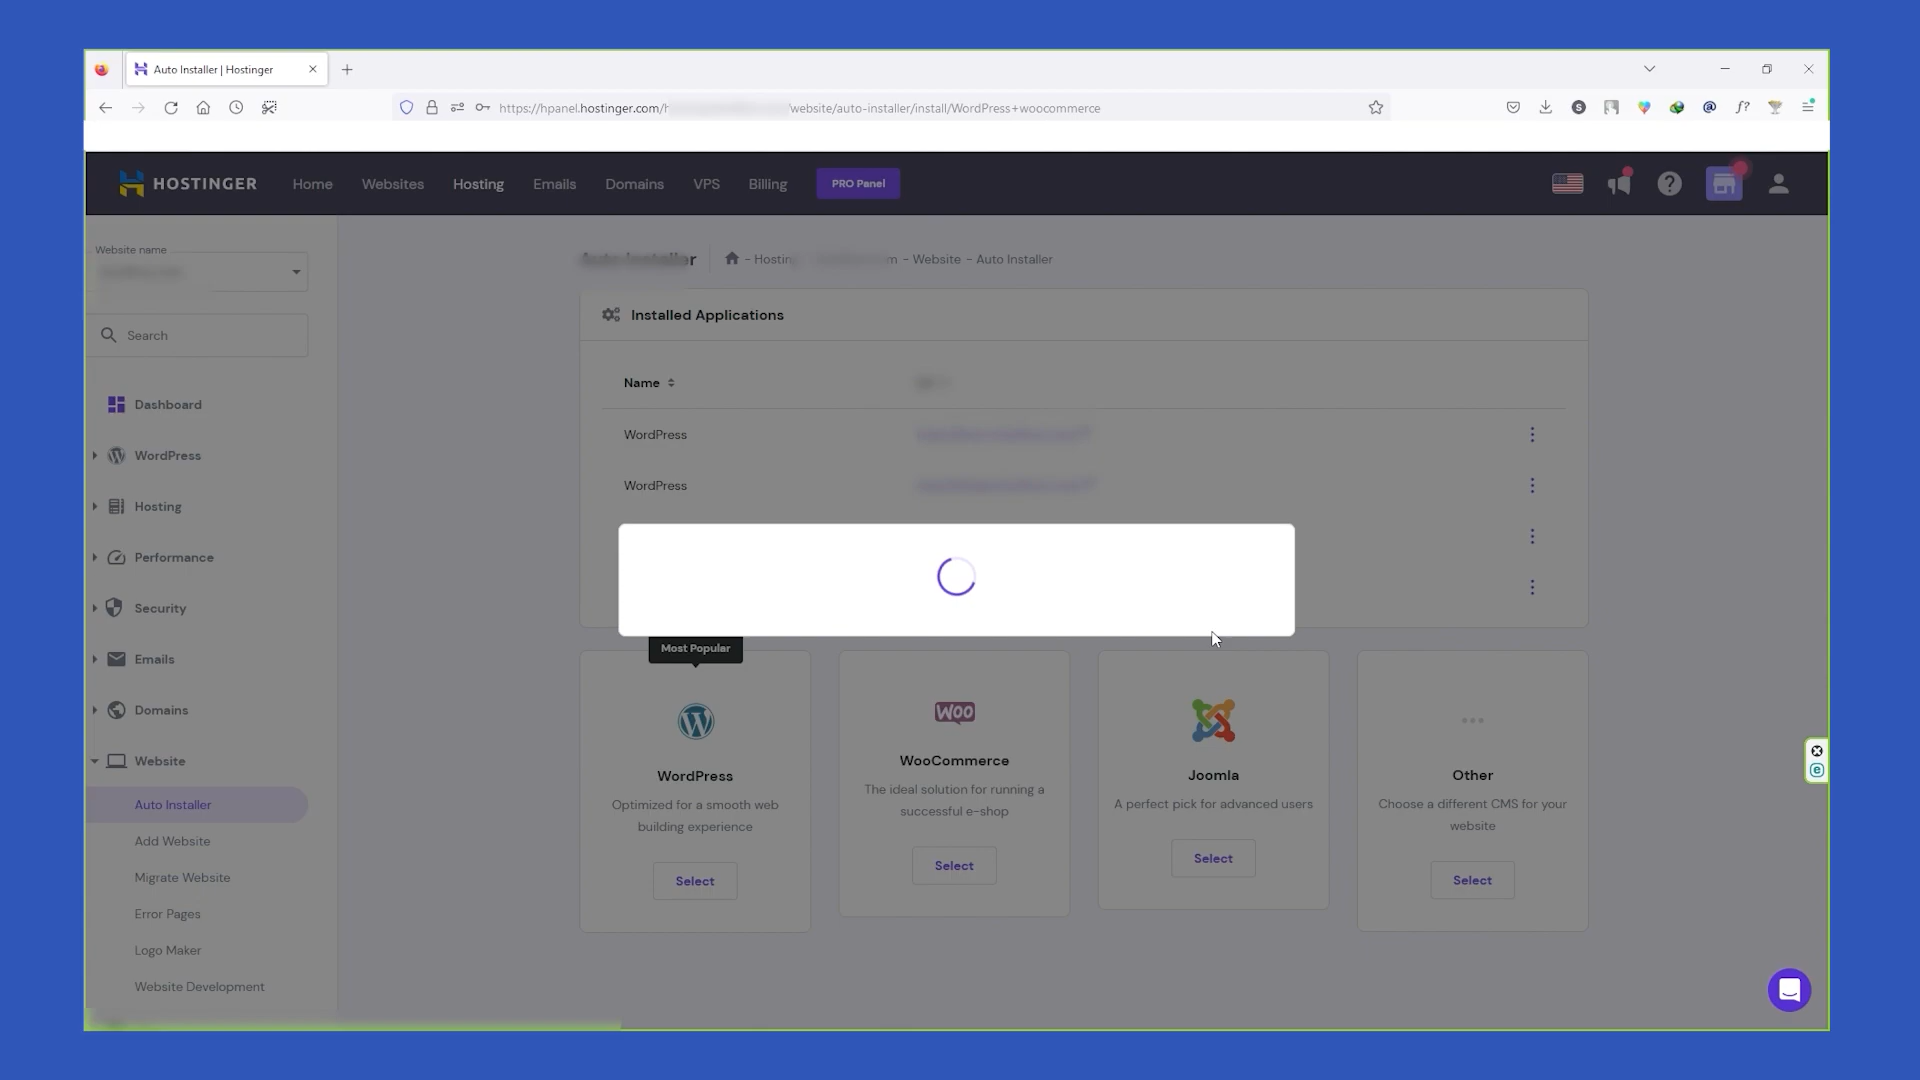 Auto Installer | Hostinger
https://hpanel.hostinger.com/h /website/auto-installer/install/WordPress+woocommerce
HOSTINGER Home Websites Hosting Emails Domains VPS Billing PRO Panel
Website name
Search
Dashboard
WordPress
Hosting
Performance
Security
Emails
Domains
Website
Auto Installer
Add Website
Migrate Website
Error Pages
Logo Maker
Website Development
Auto Installer - Hosting - Website - Auto Installer
Installed Applications
Name
WordPress
WordPress
Most Popular
WordPress
Optimized for a smooth web
building experience
Select
WooCommerce
The ideal solution for running a
successful e-shop
Select
Joomla
A perfect pick for advanced users
Select
Other
Choose a different CMS for your
website
Select